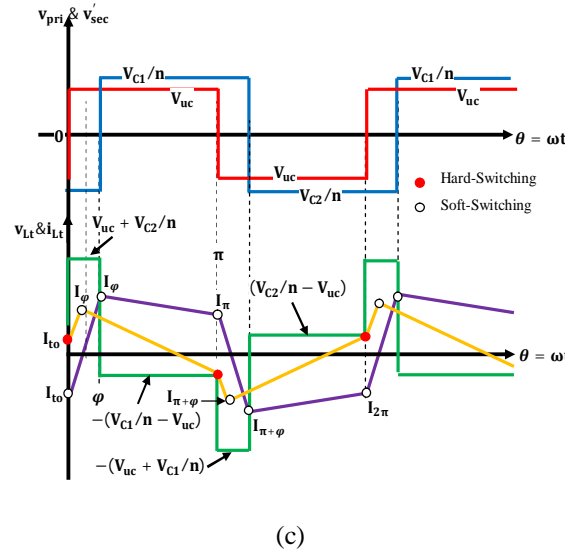 v_pri & v'_sec
V_C1/n
V_C1/n
V_uc
V_uc
0
θ = ωt
V_uc
V_C2/n
Hard-Switching
Soft-Switching
v_Lt & i_Lt
V_uc + V_C2/n
π
I_φ
I_φ
I_π
(V_C2/n − V_uc)
I_to
θ = ωt
I_to
φ
I_π+φ
I_π+φ
I_2π
−(V_C1/n − V_uc)
−(V_uc + V_C1/n)
(c)